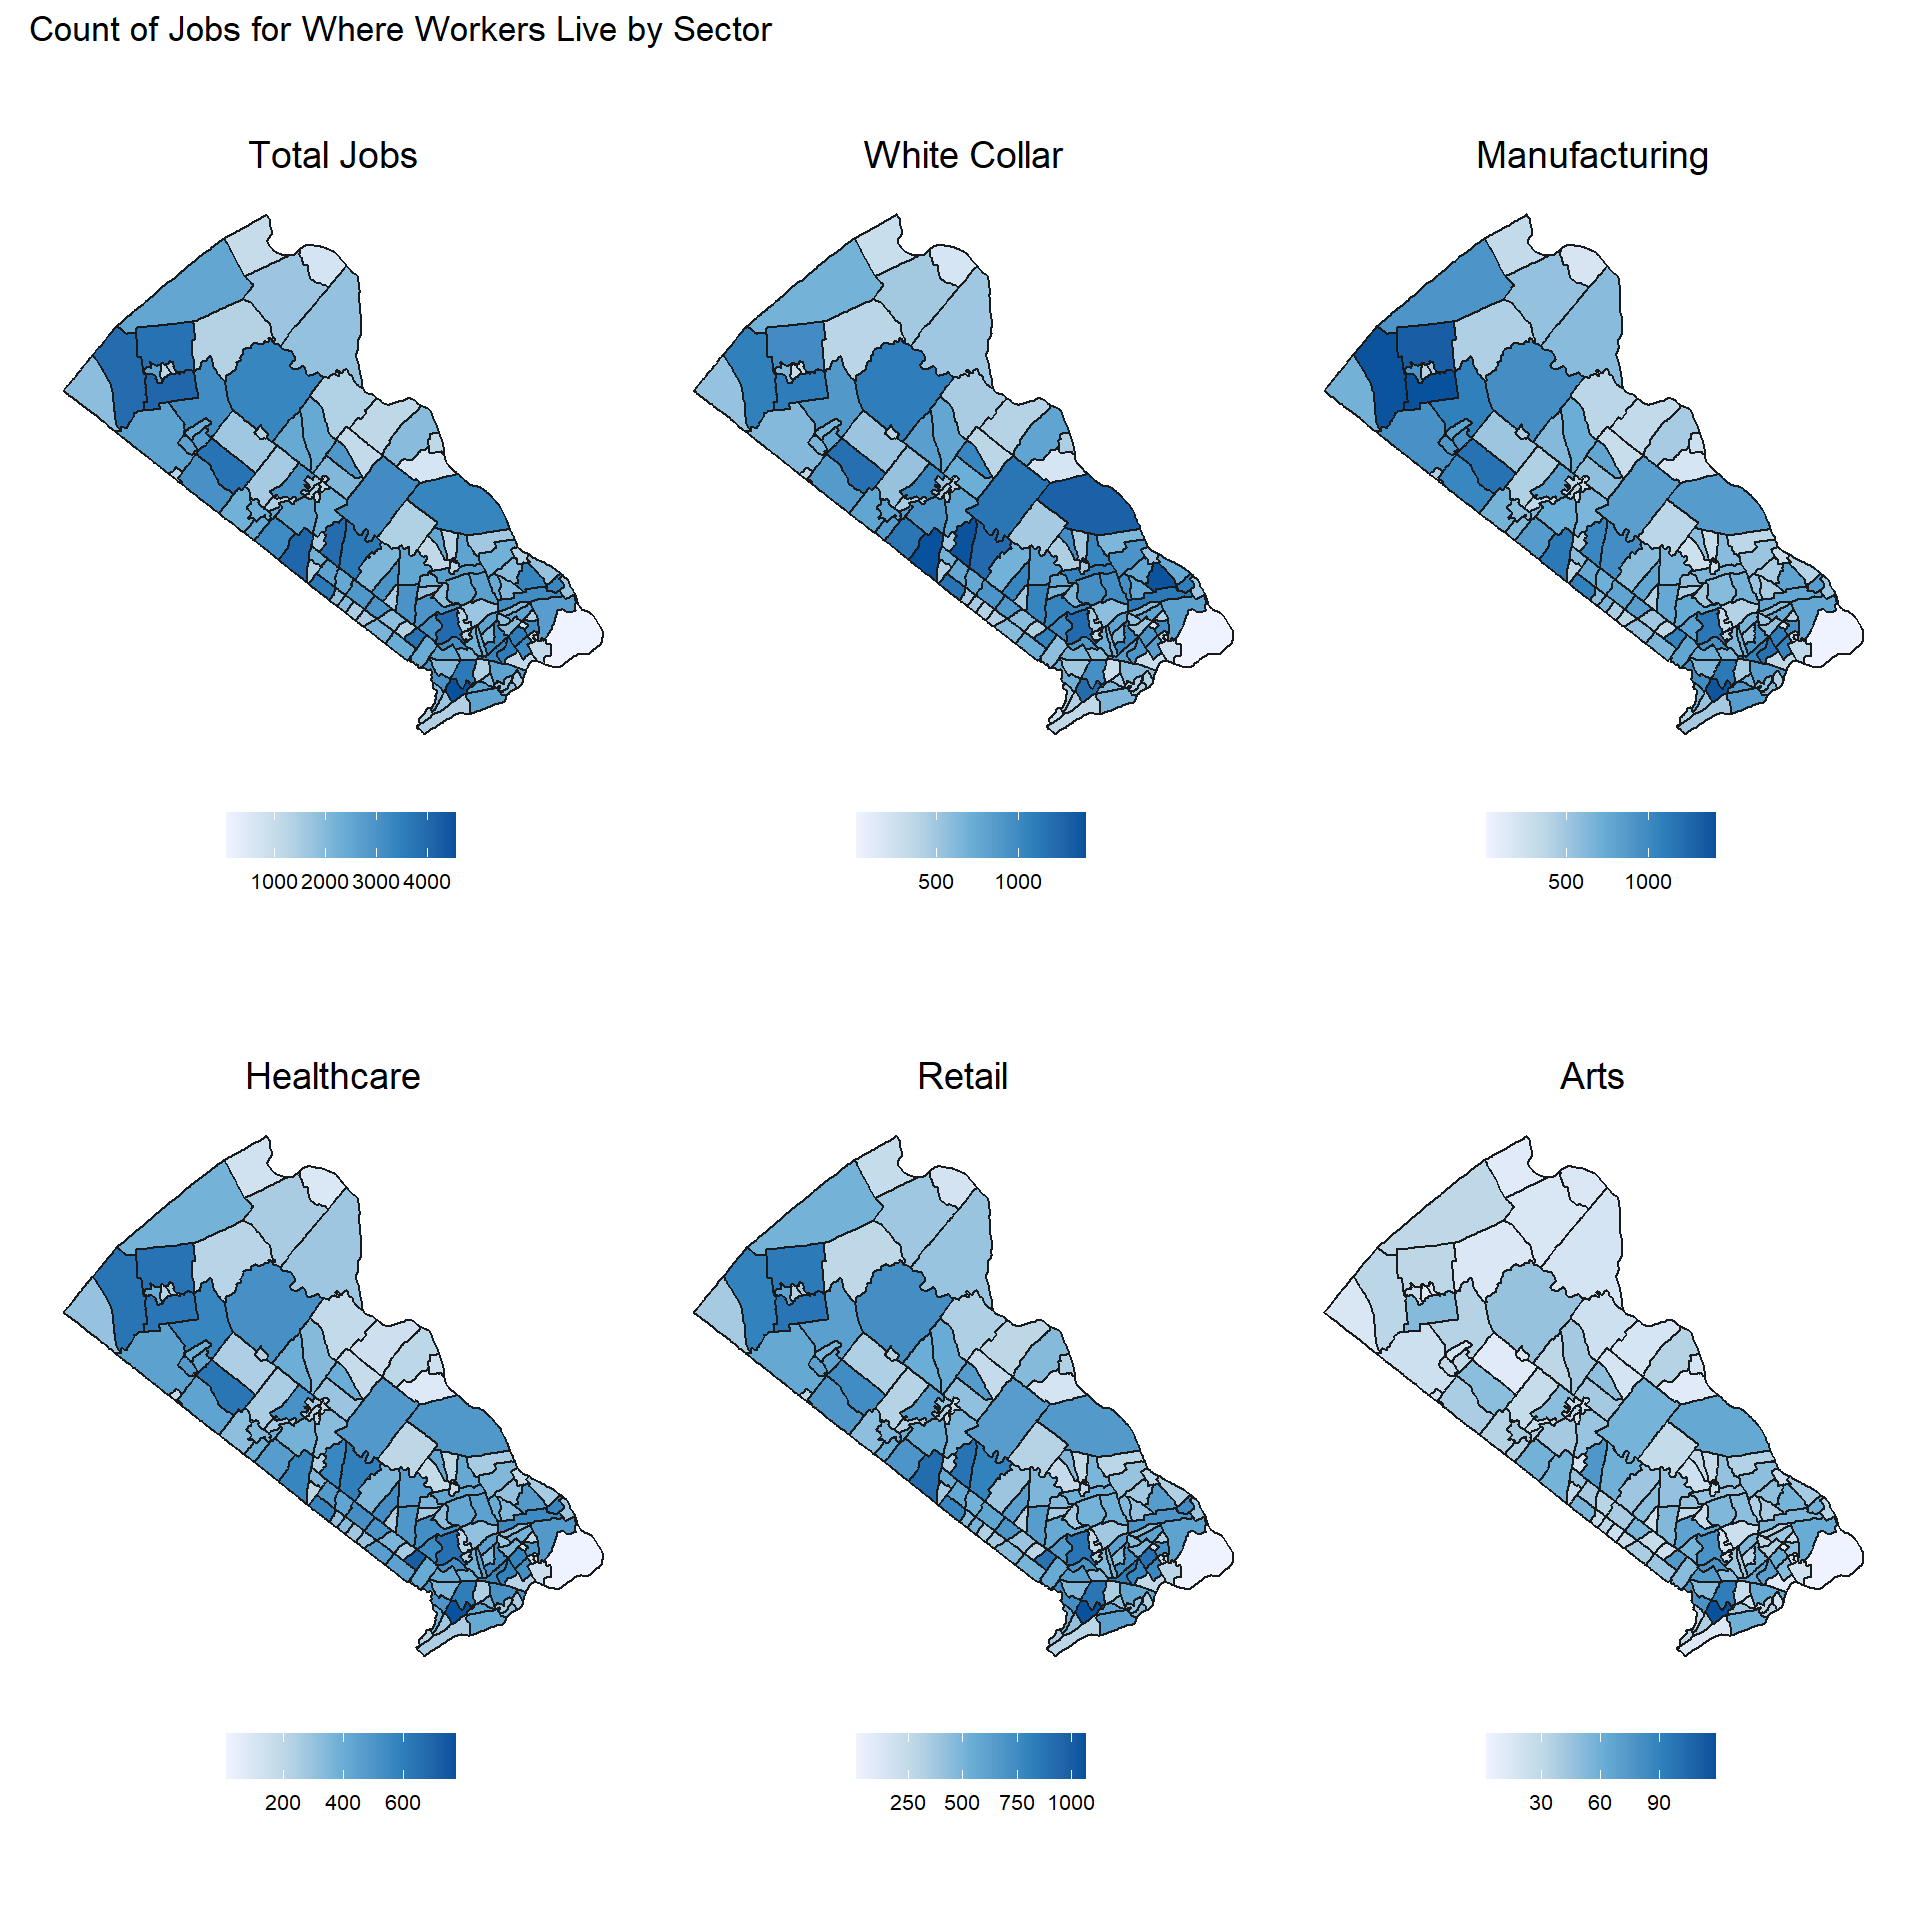 Count of Jobs for Where Workers Live by Sector
Total Jobs
White Collar
Manufacturing
1000 2000 3000 4000
500 1000
500 1000
Healthcare
Retail
Arts
200 400 600
250 500 750 1000
30 60 90